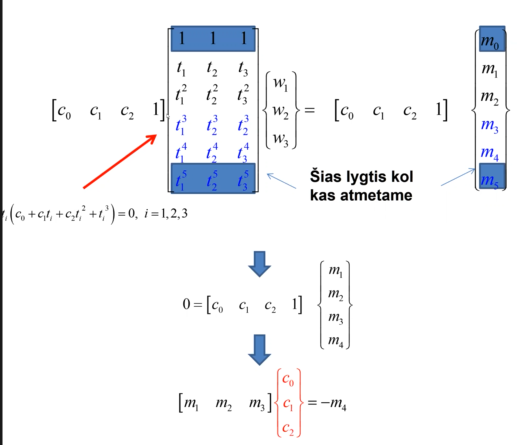 [c₀ c₁ c₂ 1] [1 1 1; t₁ t₂ t₃; t₁² t₂² t₃²; t₁³ t₂³ t₃³; t₁⁴ t₂⁴ t₃⁴; t₁⁵ t₂⁵ t₃⁵] {w₁; w₂; w₃} = [c₀ c₁ c₂ 1] {m₀; m₁; m₂; m₃; m₄; m₅}
Šias lygtis kol
kas atmetame
tᵢ(c₀ + c₁tᵢ + c₂tᵢ² + tᵢ³) = 0, i = 1, 2, 3
0 = [c₀ c₁ c₂ 1] {m₁; m₂; m₃; m₄}
[m₁ m₂ m₃] {c₀; c₁; c₂} = −m₄